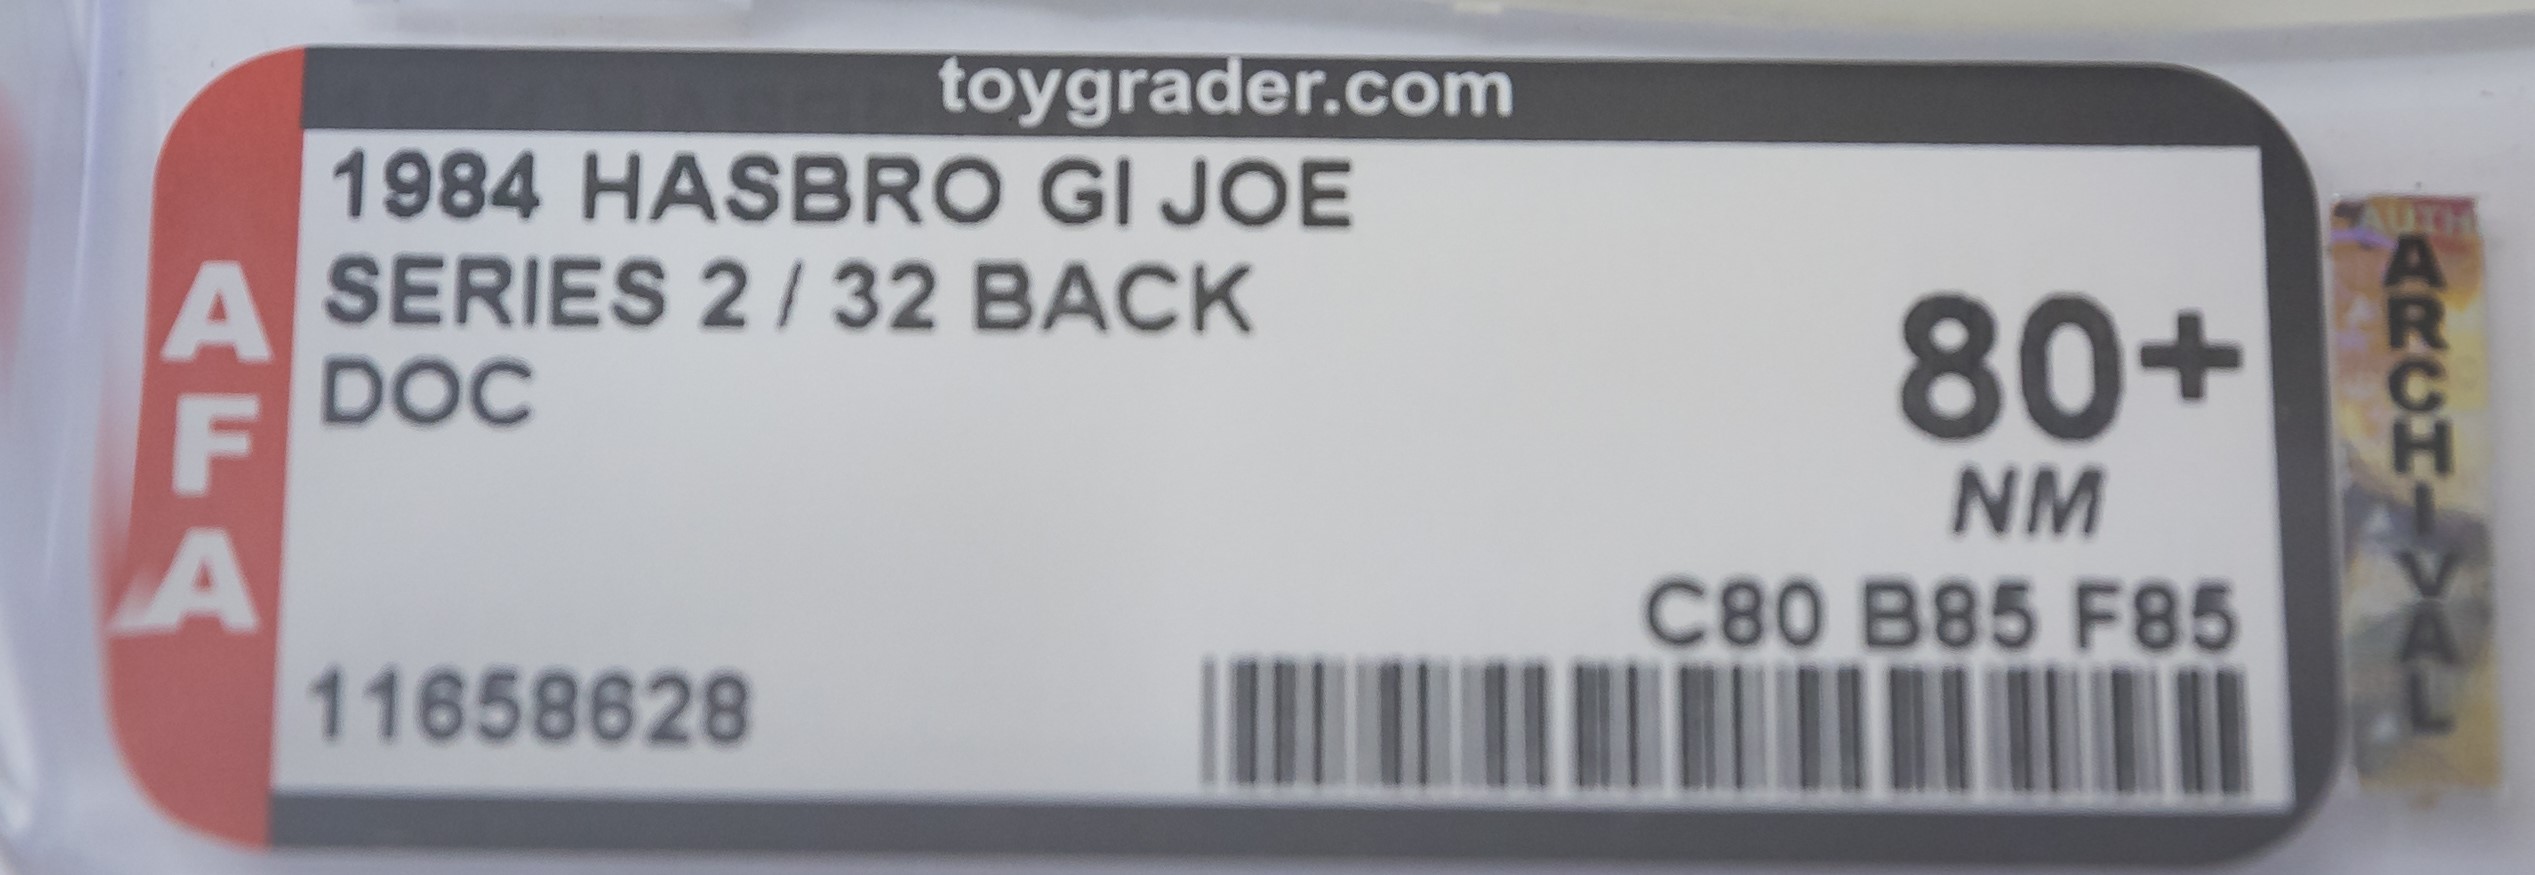 toygrader.com
AFA
1984 HASBRO GI JOE
SERIES 2 / 32 BACK
DOC
80+
NM
C80 B85 F85
11658628
ARCHIVAL